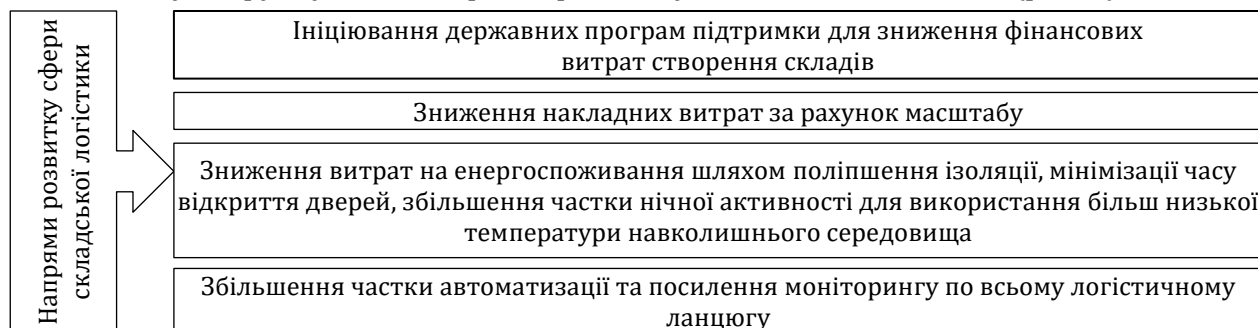 Напрями розвитку сфери
складської логістики
Ініціювання державних програм підтримки для зниження фінансових
витрат створення складів
Зниження накладних витрат за рахунок масштабу
Зниження витрат на енергоспоживання шляхом поліпшення ізоляції, мінімізації часу
відкриття дверей, збільшення частки нічної активності для використання більш низької
температури навколишнього середовища
Збільшення частки автоматизації та посилення моніторингу по всьому логістичному
ланцюгу